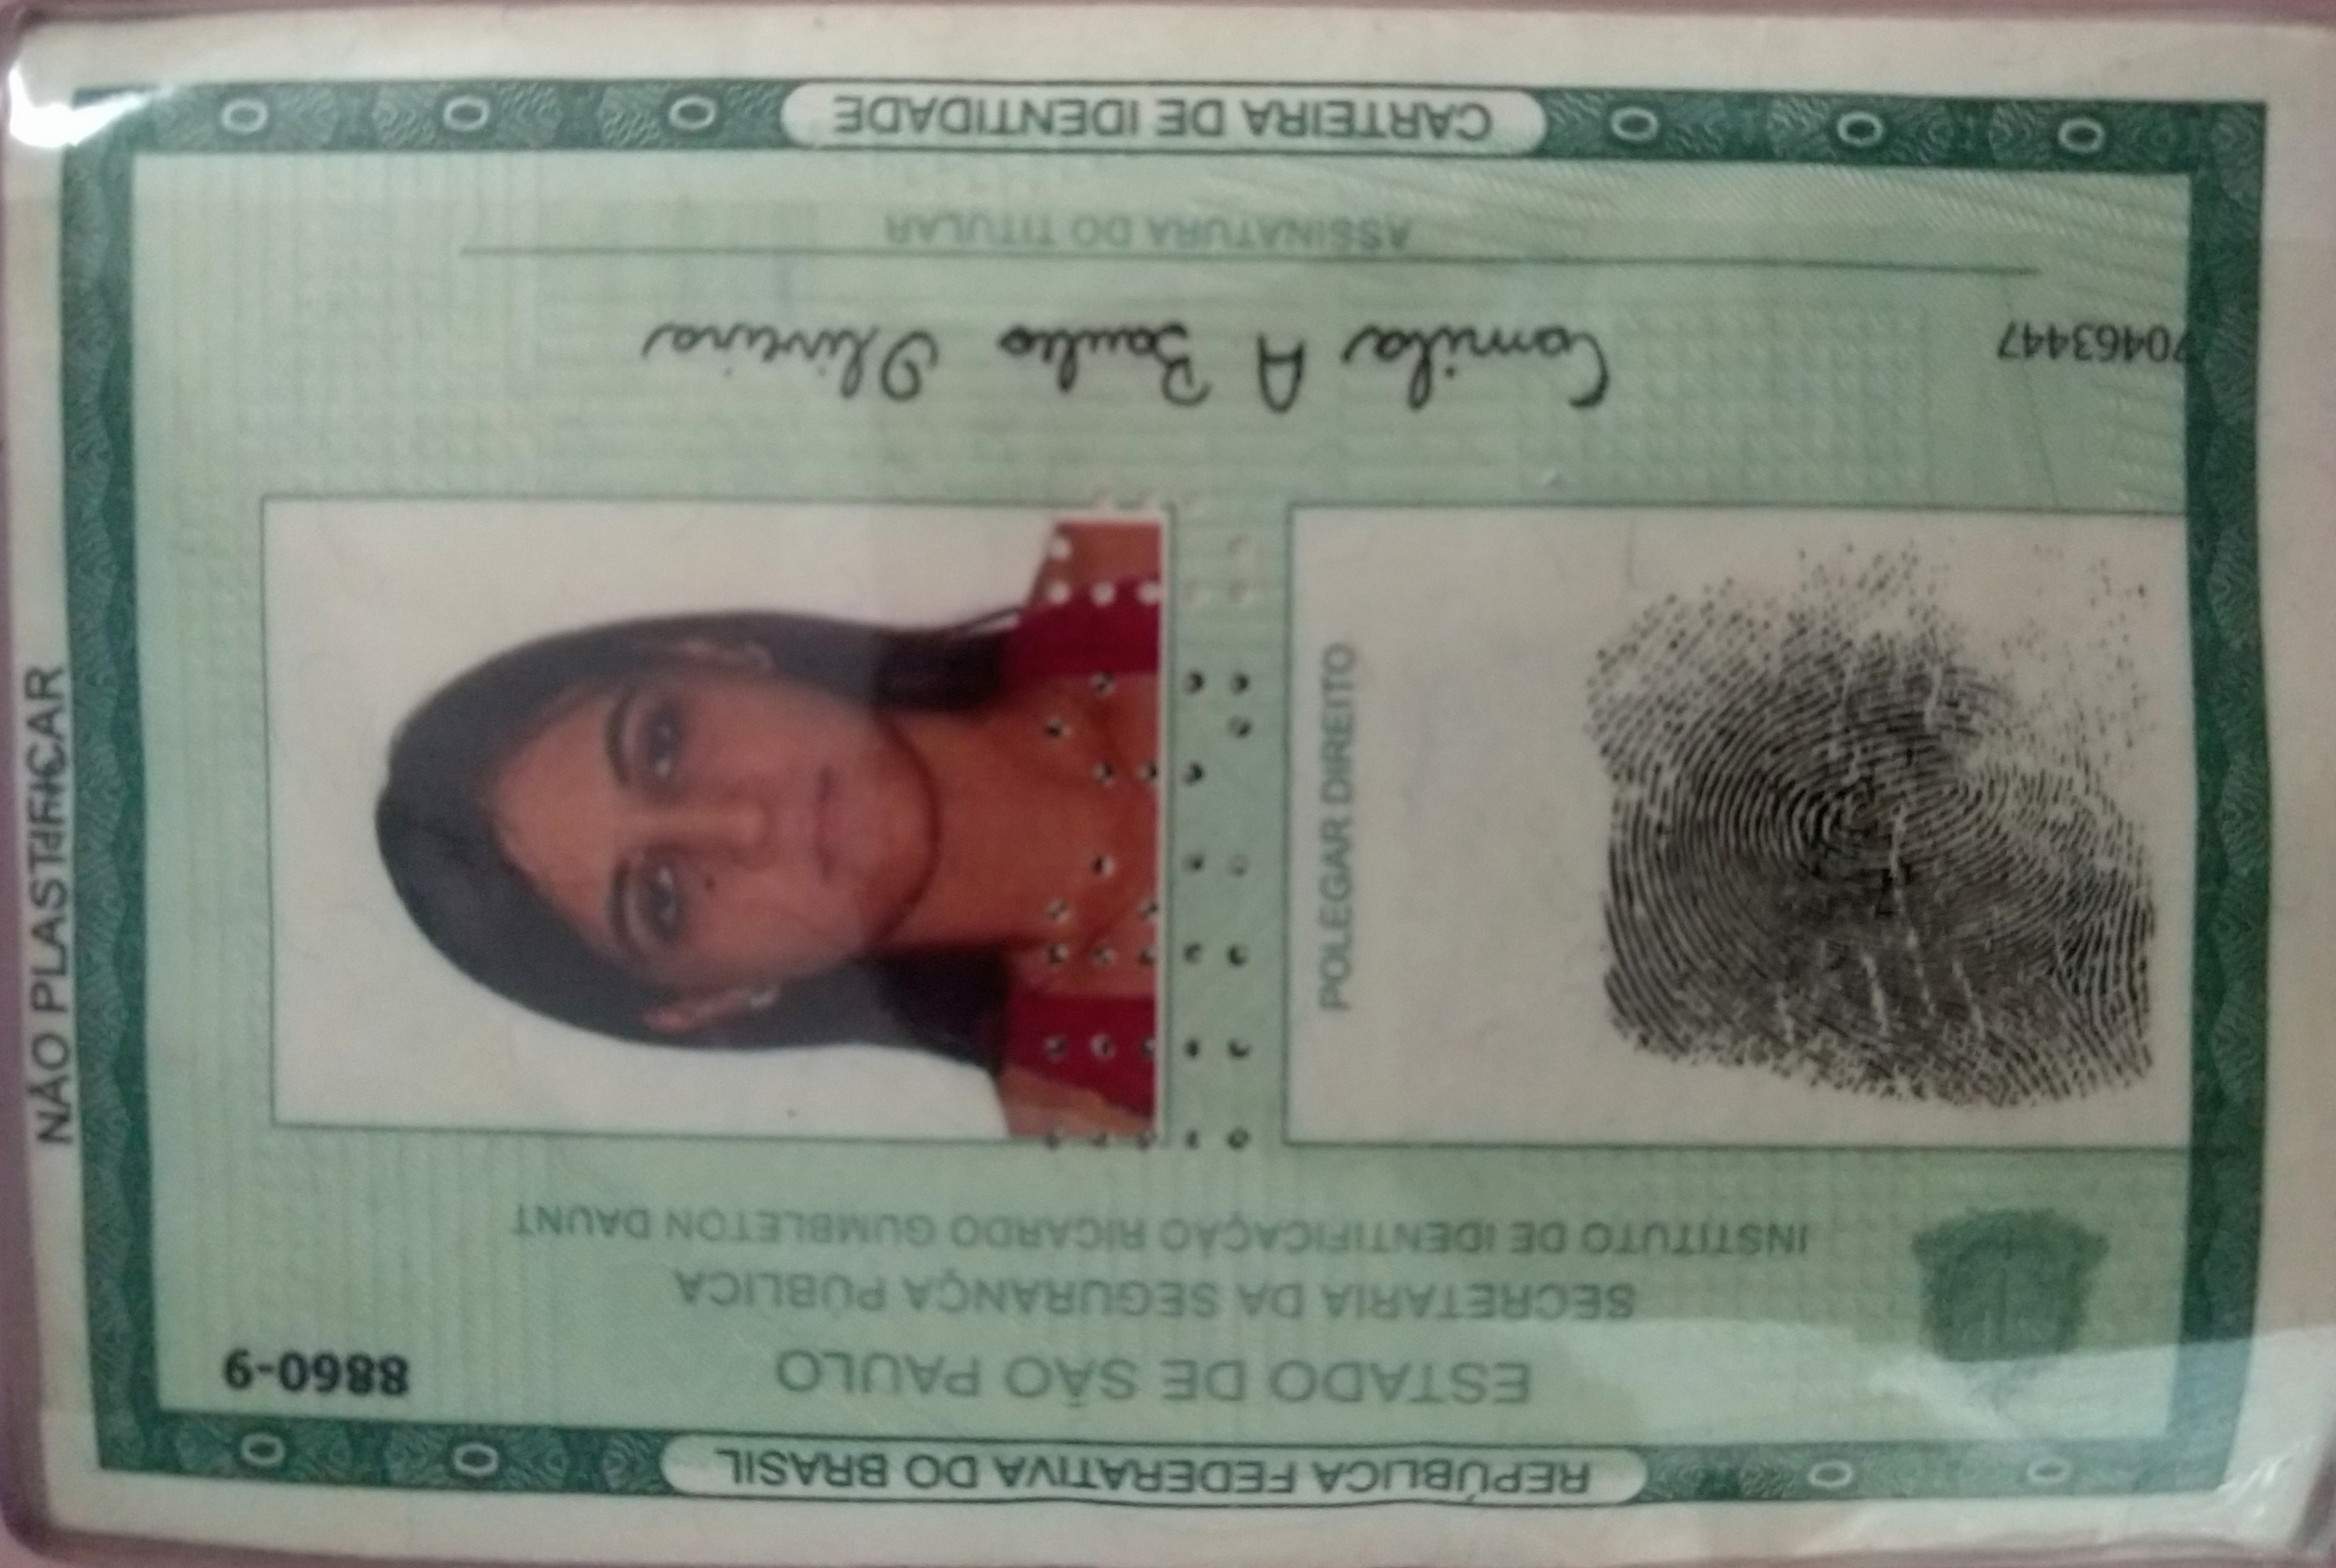 REPÚBLICA FEDERATIVA DO BRASIL
ESTADO DE SÃO PAULO
8860-9
SECRETARIA DA SEGURANÇA PÚBLICA
INSTITUTO DE IDENTIFICAÇÃO RICARDO GUMBLETON DAUNT
POLEGAR DIREITO
70463447
Camila A Oliveira
ASSINATURA DO TITULAR
CARTEIRA DE IDENTIDADE
NÃO PLASTIFICAR